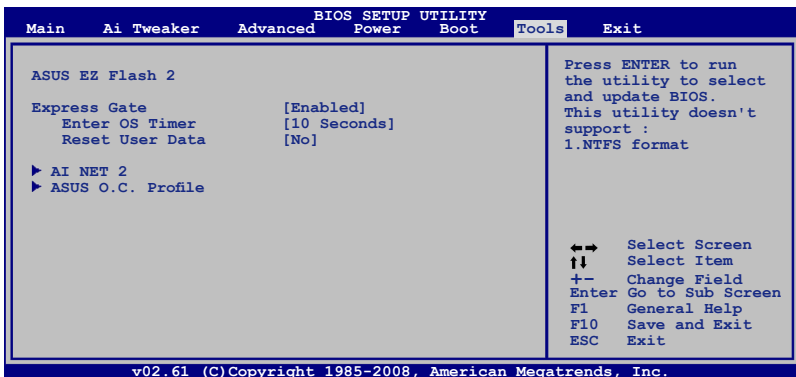 BIOS SETUP UTILITY
Main Ai Tweaker Advanced Power Boot Tools Exit
ASUS EZ Flash 2
Express Gate [Enabled]
Enter OS Timer [10 Seconds]
Reset User Data [No]
AI NET 2
ASUS O.C. Profile
Press ENTER to run
the utility to select
and update BIOS.
This utility doesn't
support :
1.NTFS format
Select Screen
Select Item
+- Change Field
Enter Go to Sub Screen
F1 General Help
F10 Save and Exit
ESC Exit
v02.61 (C)Copyright 1985-2008, American Megatrends, Inc.